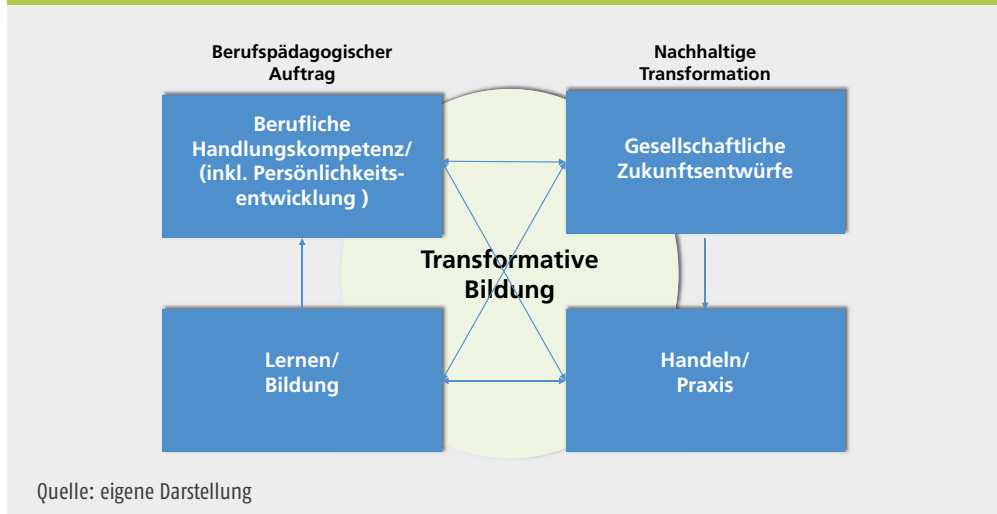 Berufspädagogischer
Auftrag
Nachhaltige
Transformation
Berufliche
Handlungskompetenz/
(inkl. Persönlichkeits-
entwicklung )
Gesellschaftliche
Zukunftsentwürfe
Transformative
Bildung
Lernen/
Bildung
Handeln/
Praxis
Quelle: eigene Darstellung